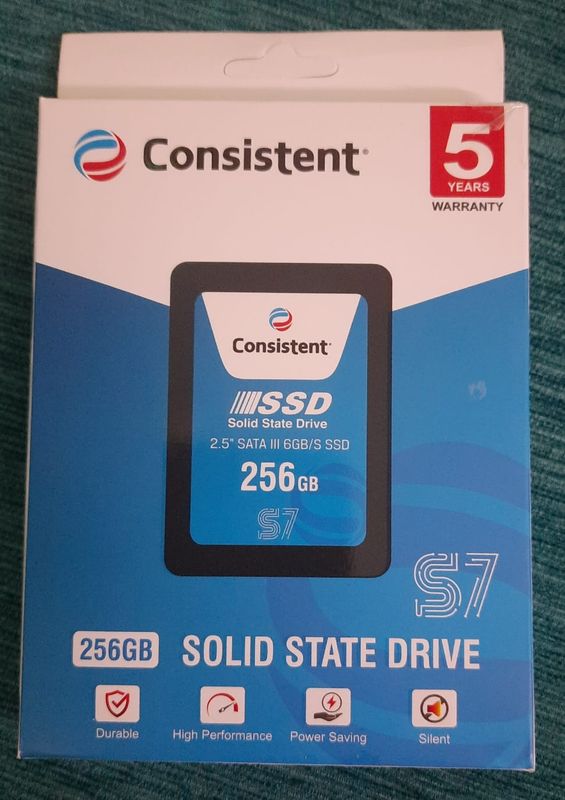 Consistent®
5
YEARS
WARRANTY
Consistent
SSD
Solid State Drive
2.5" SATA III 6GB/S SSD
256GB
S7
S7
256GB SOLID STATE DRIVE
Durable High Performance Power Saving Silent